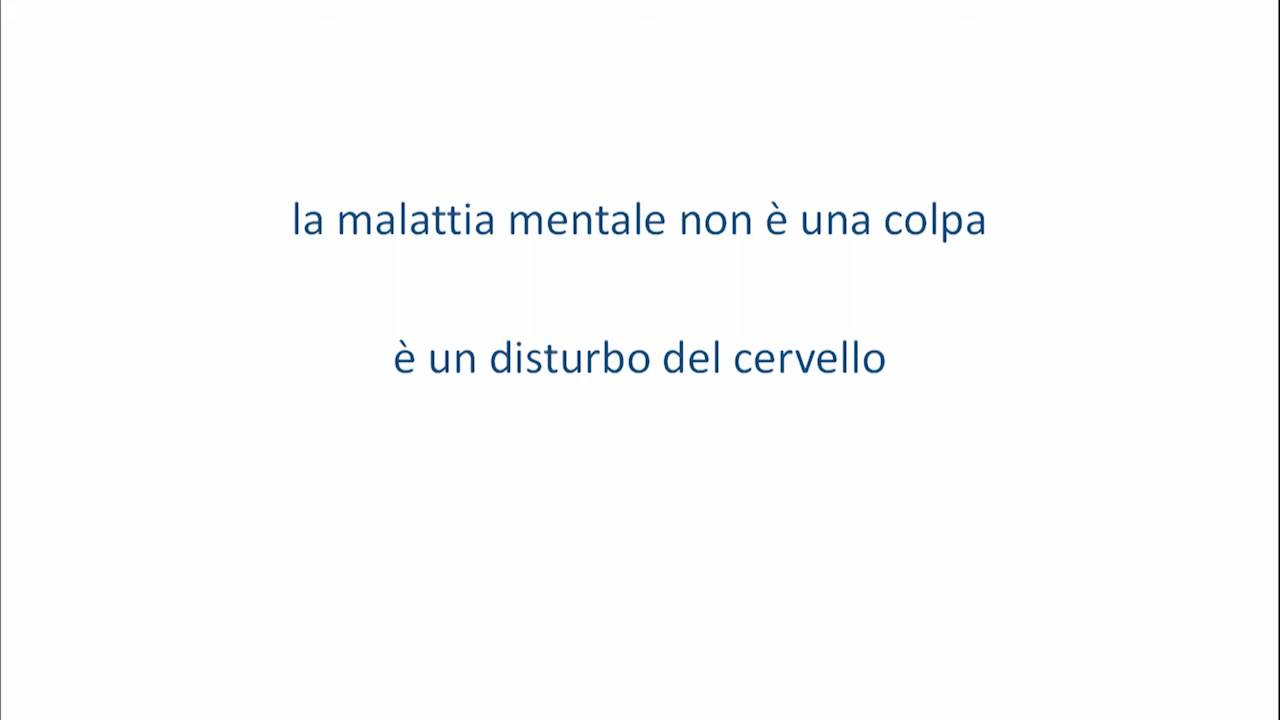 la malattia mentale non è una colpa
è un disturbo del cervello